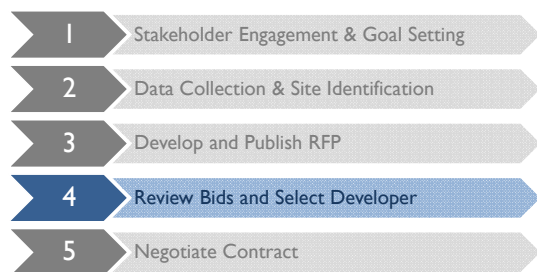 1 Stakeholder Engagement & Goal Setting
2 Data Collection & Site Identification
3 Develop and Publish RFP
4 Review Bids and Select Developer
5 Negotiate Contract